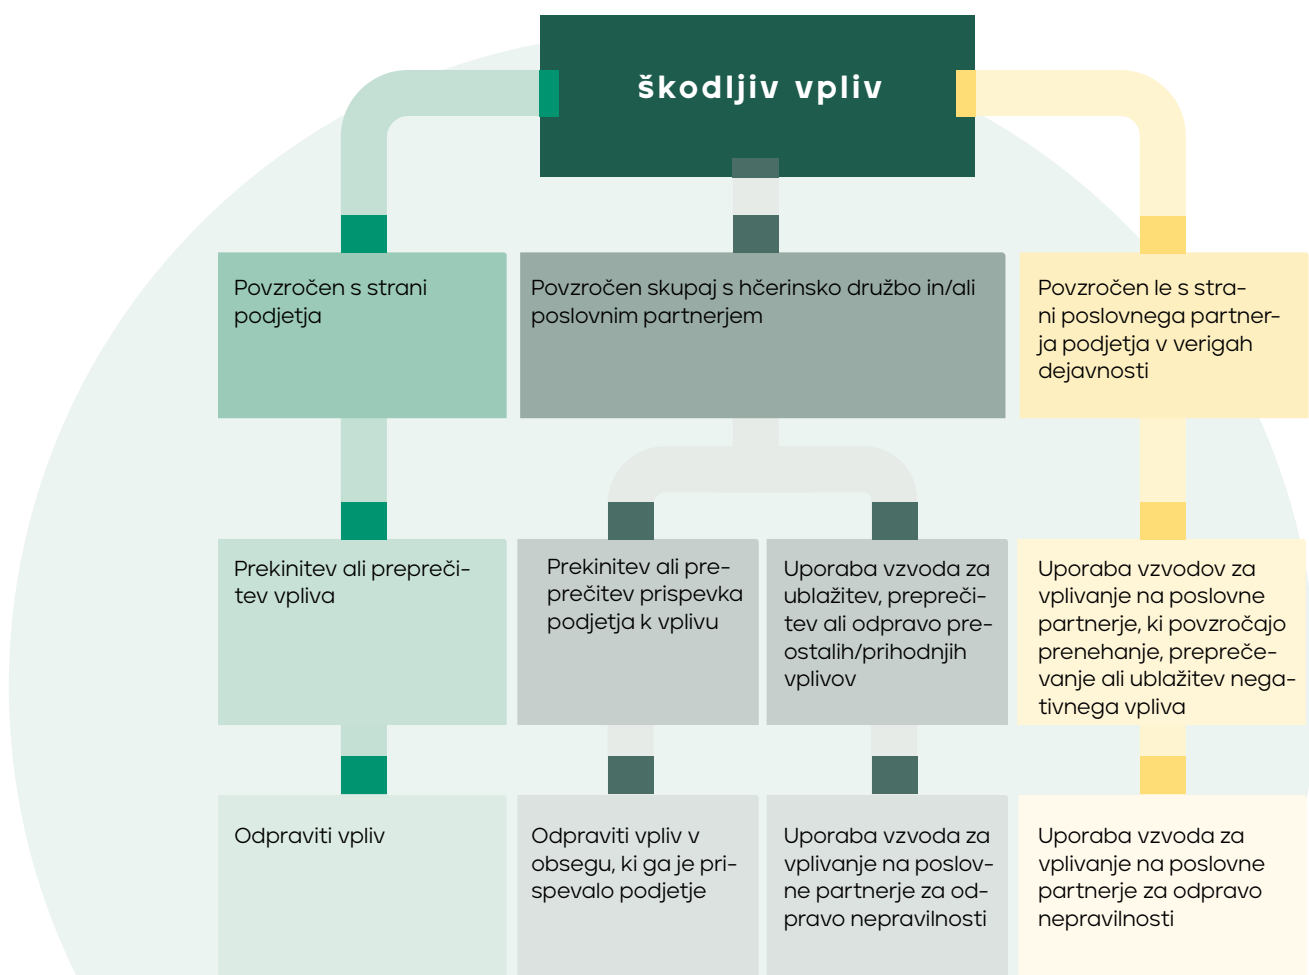 škodljiv vpliv
Povzročen s strani
podjetja
Povzročen skupaj s hčerinsko družbo in/ali
poslovnim partnerjem
Povzročen le s stra-
ni poslovnega partner-
ja podjetja v verigah
dejavnosti
Prekinitev ali prepreči-
tev vpliva
Prekinitev ali pre-
prečitev prispevka
podjetja k vplivu
Uporaba vzvoda za
ublažitev, prepreči-
tev ali odpravo pre-
ostalih/prihodnjih
vplivov
Uporaba vzvodov za
vplivanje na poslovne
partnerje, ki povzročajo
prenehanje, prepreče-
vanje ali ublažitev nega-
tivnega vpliva
Odpraviti vpliv
Odpraviti vpliv v
obsegu, ki ga je pri-
spevalo podjetje
Uporaba vzvoda za
vplivanje na poslov-
ne partnerje za od-
pravo nepravilnosti
Uporaba vzvoda za
vplivanje na poslovne
partnerje za odpravo
nepravilnosti